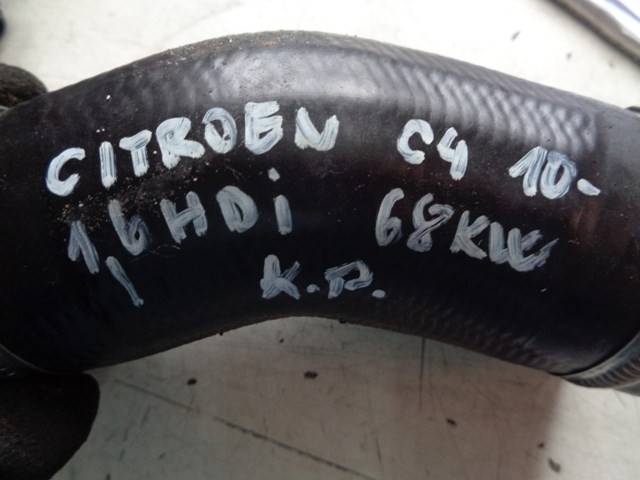 CITROEN C4 10-
1,6 HDi 68KW
K.P.